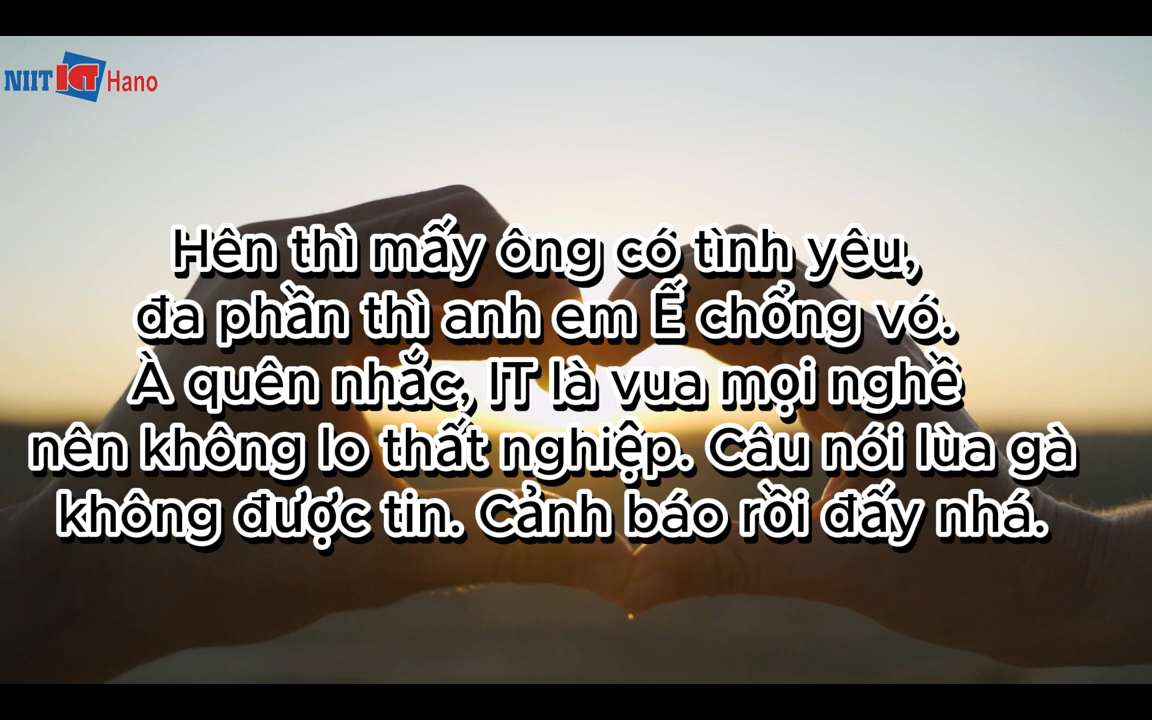 NIIT ICT Hano
Hên thì mấy ông có tình yêu,
đa phần thì anh em Ế chổng vó.
À quên nhắc, IT là vua mọi nghề
nên không lo thất nghiệp. Câu nói lùa gà
không được tin. Cảnh báo rồi đấy nhá.